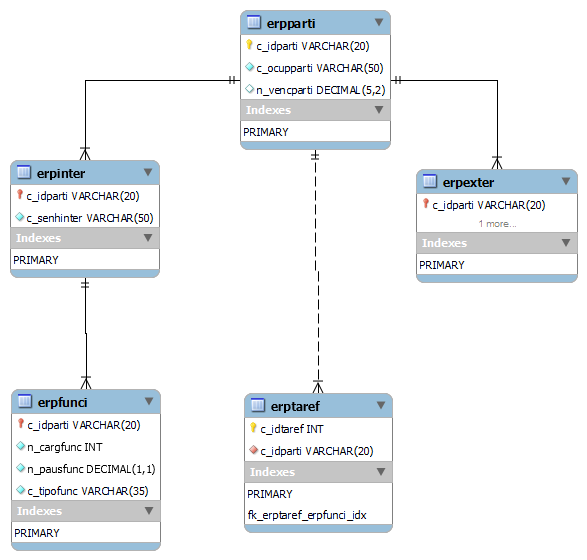 erpparti
c_idparti VARCHAR(20)
c_ocupparti VARCHAR(50)
n_vencparti DECIMAL(5,2)
Indexes
PRIMARY
erpinter
c_idparti VARCHAR(20)
c_senhinter VARCHAR(50)
Indexes
PRIMARY
erpexter
c_idparti VARCHAR(20)
1 more...
Indexes
PRIMARY
erpfunci
c_idparti VARCHAR(20)
n_cargfunc INT
n_pausfunc DECIMAL(1,1)
c_tipofunc VARCHAR(35)
Indexes
PRIMARY
erptaref
c_idtaref INT
c_idparti VARCHAR(20)
Indexes
PRIMARY
fk_erptaref_erpfunci_idx